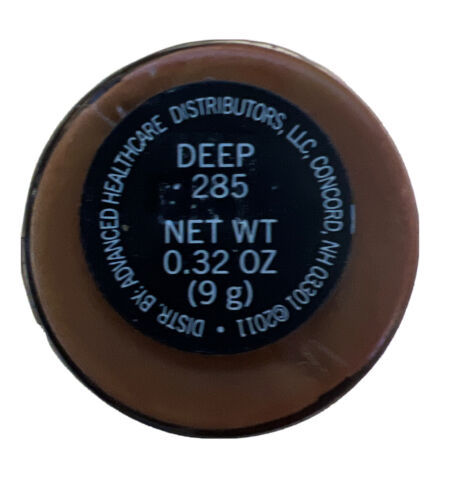 DISTR. BY: ADVANCED HEALTHCARE DISTRIBUTORS, LLC, CONCORD, NH 03301 ©2011 •
DEEP
285
NET WT
0.32 OZ
(9 g)